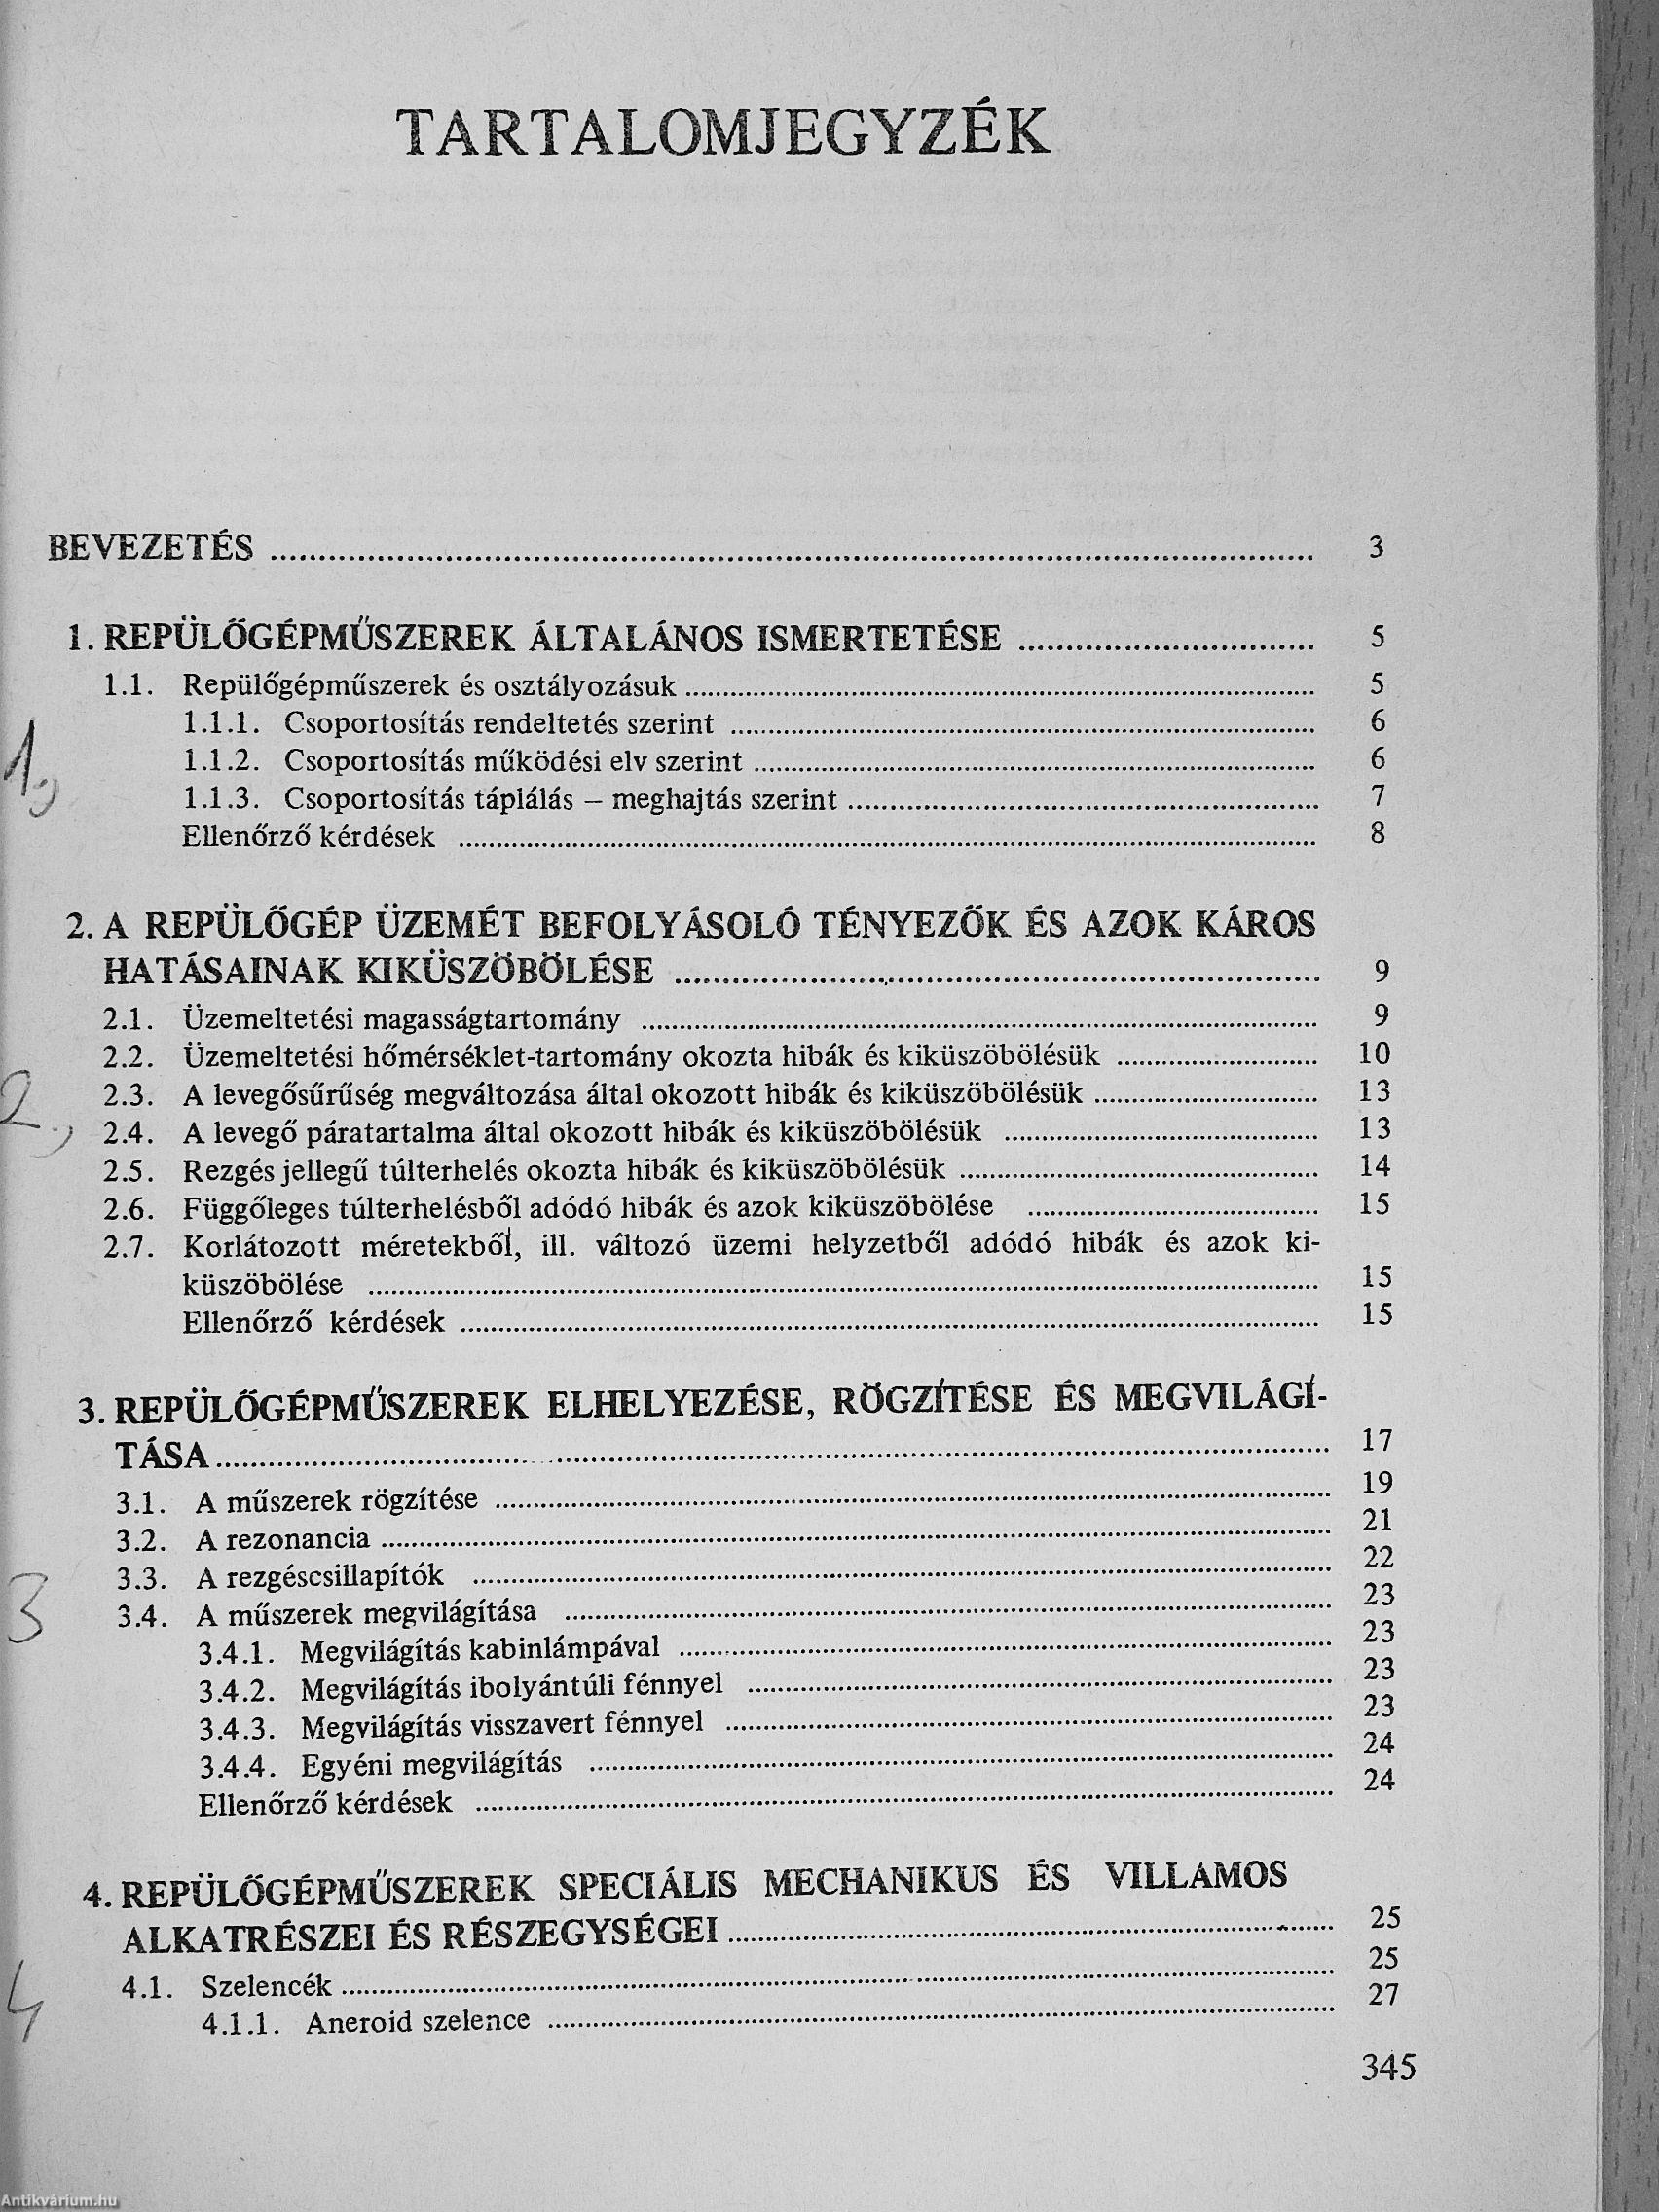 TARTALOMJEGYZÉK
BEVEZETÉS ........ 3
1. REPÜLŐGÉPMŰSZEREK ÁLTALÁNOS ISMERTETÉSE ........ 5
1.1. Repülőgépműszerek és osztályozásuk ........ 5
1.1.1. Csoportosítás rendeltetés szerint ........ 6
1.1.2. Csoportosítás működési elv szerint ........ 6
1.1.3. Csoportosítás táplálás – meghajtás szerint ........ 7
1.,
Ellenőrző kérdések ........ 8
2. A REPÜLŐGÉP ÜZEMÉT BEFOLYÁSOLÓ TÉNYEZŐK ÉS AZOK KÁROS
HATÁSAINAK KIKÜSZÖBÖLÉSE ........ 9
2.1. Üzemeltetési magasságtartomány ........ 9
2.2. Üzemeltetési hőmérséklet-tartomány okozta hibák és kiküszöbölésük ........ 10
2.3. A levegősűrűség megváltozása által okozott hibák és kiküszöbölésük ........ 13
2.,
2.4. A levegő páratartalma által okozott hibák és kiküszöbölésük ........ 13
2.5. Rezgés jellegű túlterhelés okozta hibák és kiküszöbölésük ........ 14
2.6. Függőleges túlterhelésből adódó hibák és azok kiküszöbölése ........ 15
2.7. Korlátozott méretekből, ill. változó üzemi helyzetből adódó hibák és azok ki-
küszöbölése ........ 15
Ellenőrző kérdések ........ 15
3. REPÜLŐGÉPMŰSZEREK ELHELYEZÉSE, RÖGZÍTÉSE ÉS MEGVILÁGÍ-
TÁSA ........ 17
3.1. A műszerek rögzítése ........ 19
3.2. A rezonancia ........ 21
3.3. A rezgéscsillapítók ........ 22
3
3.4. A műszerek megvilágítása ........ 23
3.4.1. Megvilágítás kabinlámpával ........ 23
3.4.2. Megvilágítás ibolyántúli fénnyel ........ 23
3.4.3. Megvilágítás visszavert fénnyel ........ 23
3.4.4. Egyéni megvilágítás ........ 24
Ellenőrző kérdések ........ 24
4. REPÜLŐGÉPMŰSZEREK SPECIÁLIS MECHANIKUS ÉS VILLAMOS
ALKATRÉSZEI ÉS RÉSZEGYSÉGEI ........ 25
4.1. Szelencék ........ 25
4
4.1.1. Aneroid szelence ........ 27
345
Antikvárium.hu